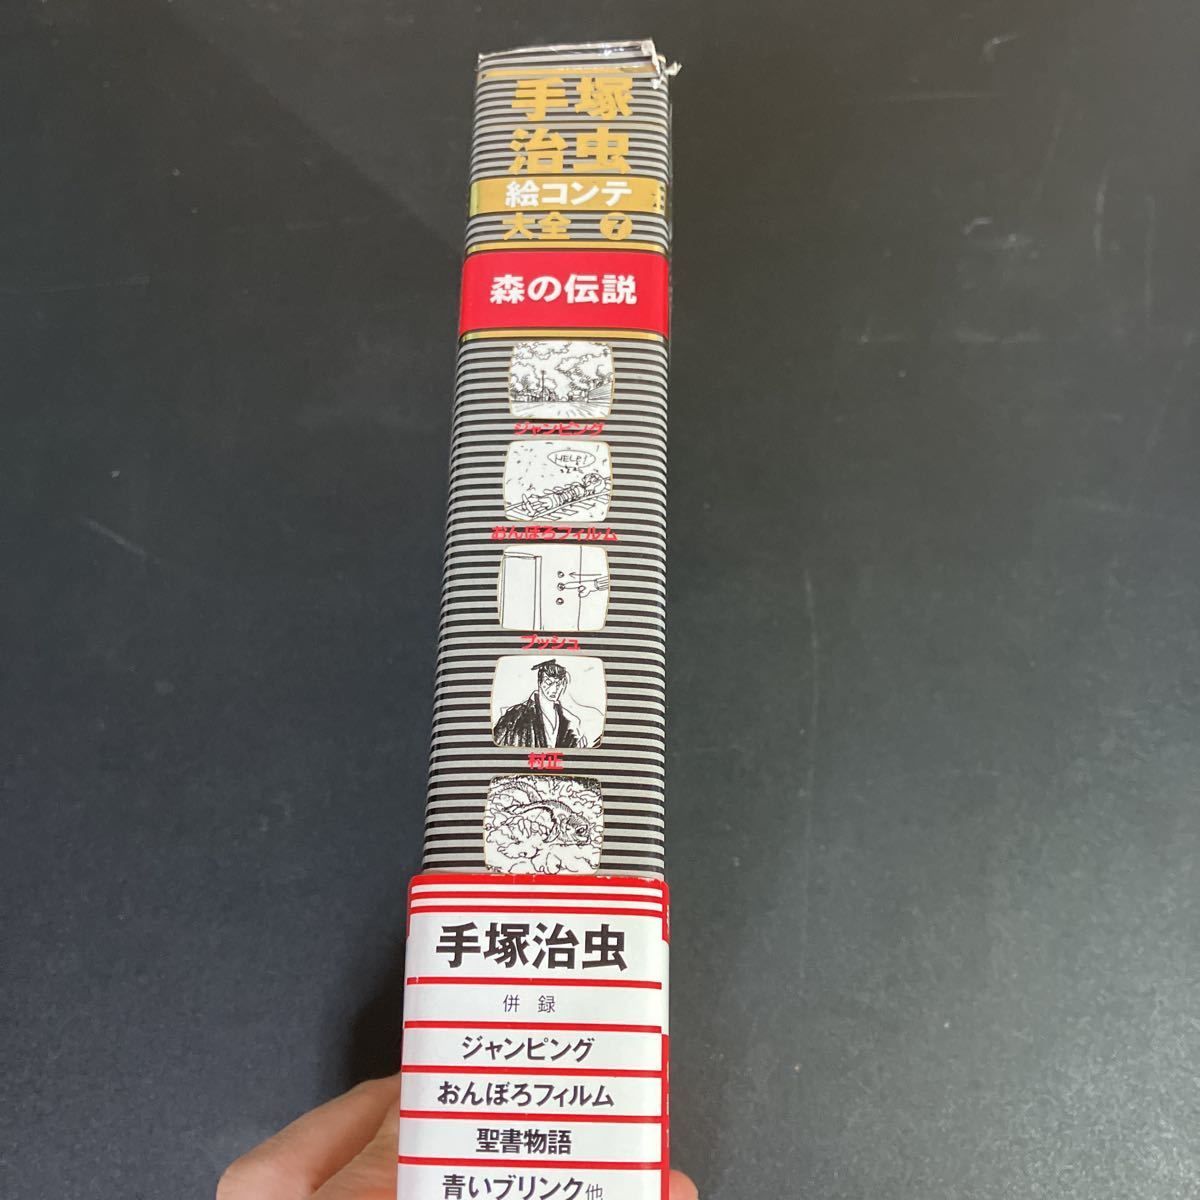 手塚
治虫
絵コンテ
大全 7
森の伝説
ジャンピング
HELP!
おんぼろフィルム
プッシュ
村正
手塚治虫
併録
ジャンピング
おんぼろフィルム
聖書物語
青いブリンク他